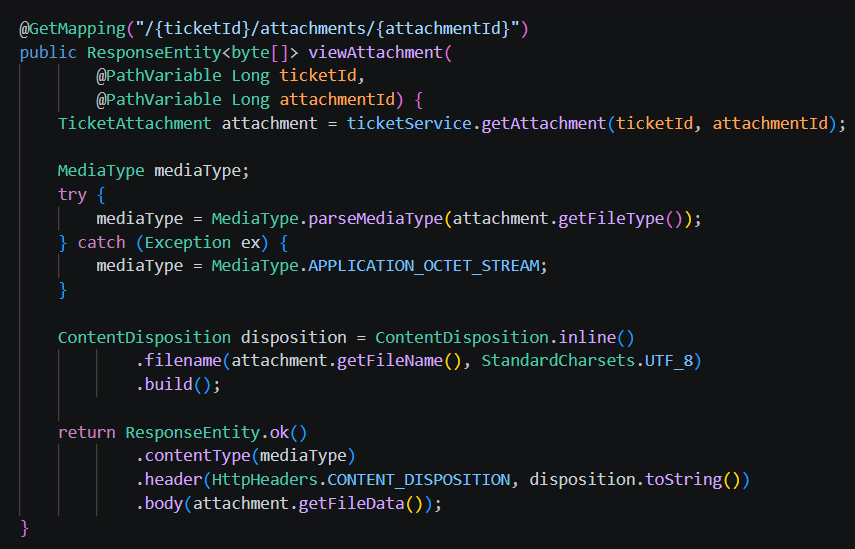 @GetMapping("/{ticketId}/attachments/{attachmentId}")
public ResponseEntity<byte[]> viewAttachment(
        @PathVariable Long ticketId,
        @PathVariable Long attachmentId) {
    TicketAttachment attachment = ticketService.getAttachment(ticketId, attachmentId);

    MediaType mediaType;
    try {
        mediaType = MediaType.parseMediaType(attachment.getFileType());
    } catch (Exception ex) {
        mediaType = MediaType.APPLICATION_OCTET_STREAM;
    }

    ContentDisposition disposition = ContentDisposition.inline()
            .filename(attachment.getFileName(), StandardCharsets.UTF_8)
            .build();

    return ResponseEntity.ok()
            .contentType(mediaType)
            .header(HttpHeaders.CONTENT_DISPOSITION, disposition.toString())
            .body(attachment.getFileData());
}